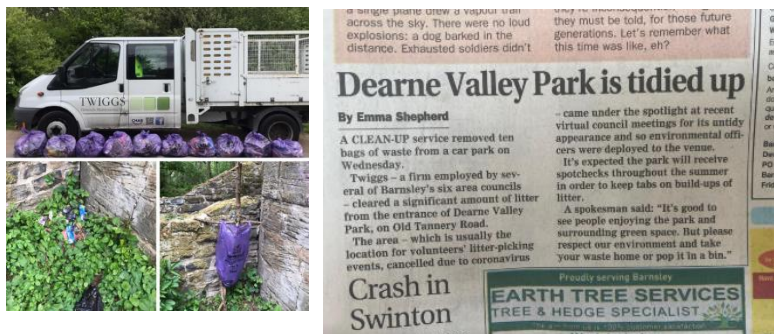 TWIGGS
a single plane drew a vapour trail
across the sky. There were no loud
explosions: a dog barked in the
distance. Exhausted soldiers didn't
they must be told, for those future
generations. Let's remember what
this time was like, eh?
Dearne Valley Park is tidied up
By Emma Shepherd
A CLEAN-UP service removed ten
bags of waste from a car park on
Wednesday.
Twiggs – a firm employed by sev-
eral of Barnsley's six area councils
– cleared a significant amount of litter
from the entrance of Dearne Valley
Park, on Old Tannery Road.
The area – which is usually the
location for volunteers' litter-picking
events, cancelled due to coronavirus
– came under the spotlight at recent
virtual council meetings for its untidy
appearance and so environmental offi-
cers were deployed to the venue.
It's expected the park will receive
spotchecks throughout the summer
in order to keep tabs on build-ups of
litter.
A spokesman said: "It's good to
see people enjoying the park and
surrounding green space. But please
respect our environment and take
your waste home or pop it in a bin."
Crash in
Swinton
Proudly serving Barnsley
EARTH TREE SERVICES
TREE & HEDGE SPECIALIST